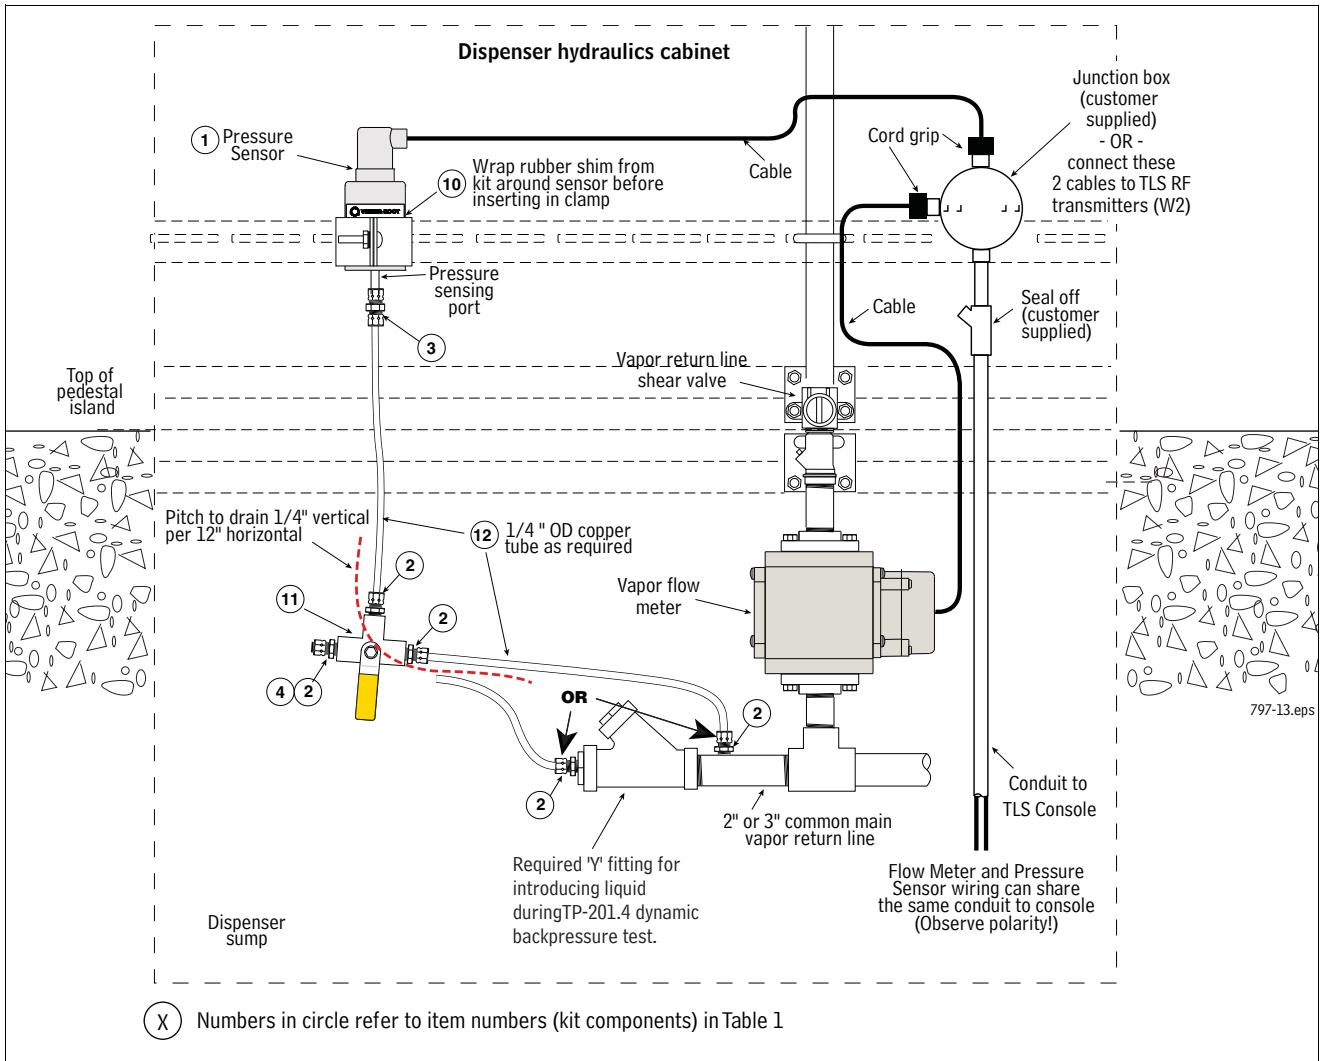 Dispenser hydraulics cabinet
Junction box
(customer
supplied)
- OR -
connect these
2 cables to TLS RF
transmitters (W2)
1 Pressure
Sensor
Cord grip
Cable
10 Wrap rubber shim from
kit around sensor before
inserting in clamp
VEEDER-ROOT
Pressure
sensing
port
3
Cable
Seal off
(customer
supplied)
Vapor return line
shear valve
Top of
pedestal
island
Pitch to drain 1/4" vertical
per 12" horizontal
12 1/4 " OD copper
tube as required
2
11
2
Vapor flow
meter
4 2
OR
2
797-13.eps
2
2" or 3" common main
vapor return line
Conduit to
TLS Console
Required 'Y' fitting for
introducing liquid
duringTP-201.4 dynamic
backpressure test.
Flow Meter and Pressure
Sensor wiring can share
the same conduit to console
(Observe polarity!)
Dispenser
sump
X Numbers in circle refer to item numbers (kit components) in Table 1